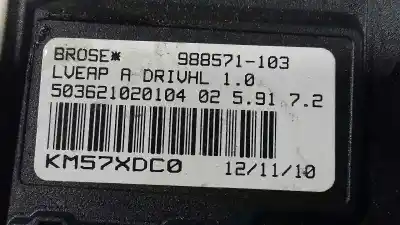 BROSE* 988571-103
LVEAP A DRIVHL 1.0
503621020104 02 5.91 7.2
KM57XDC0 12/11/10